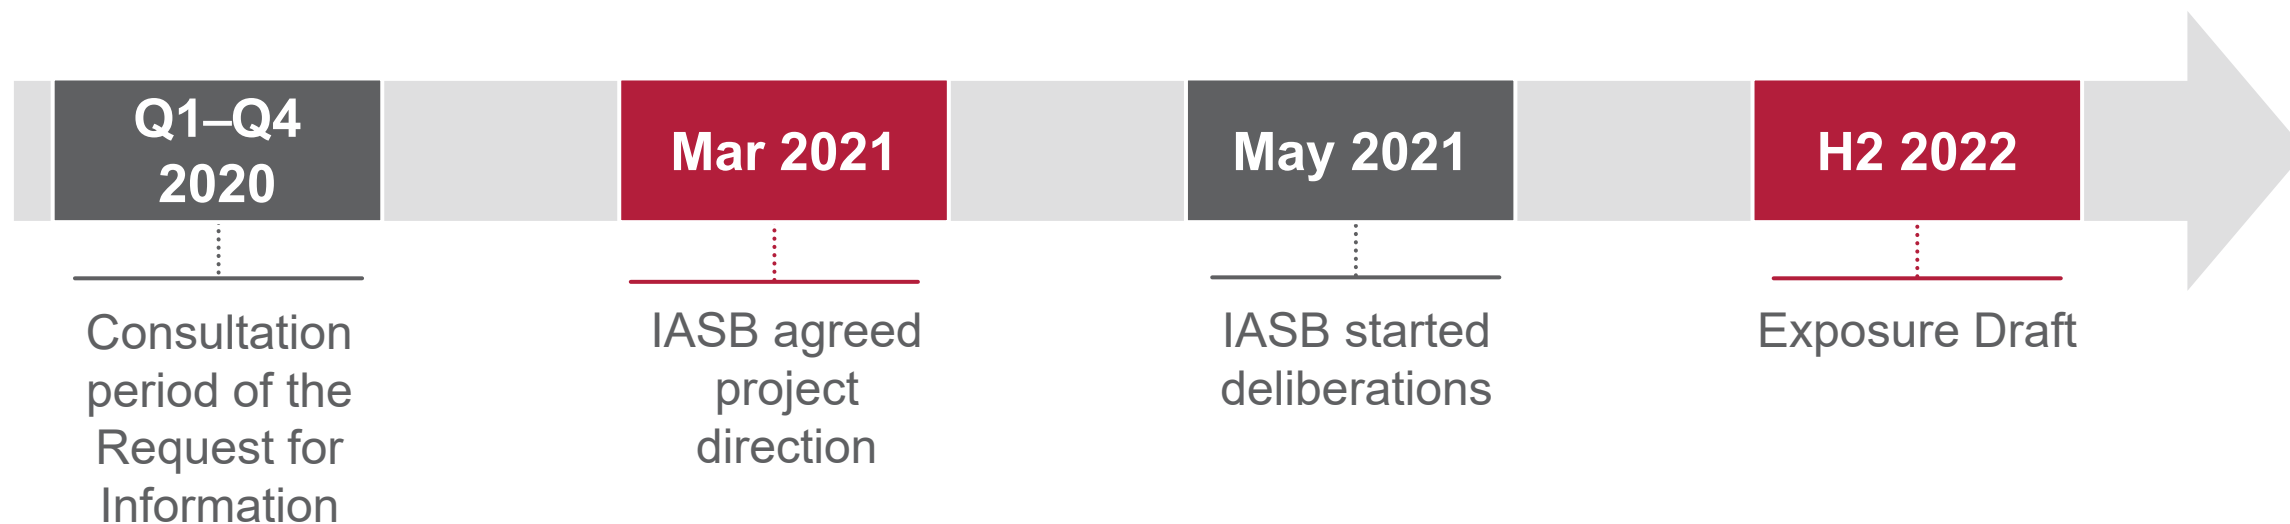 Q1–Q4
2020
Mar 2021
May 2021
H2 2022
Consultation
period of the
Request for
Information
IASB agreed
project
direction
IASB started
deliberations
Exposure Draft